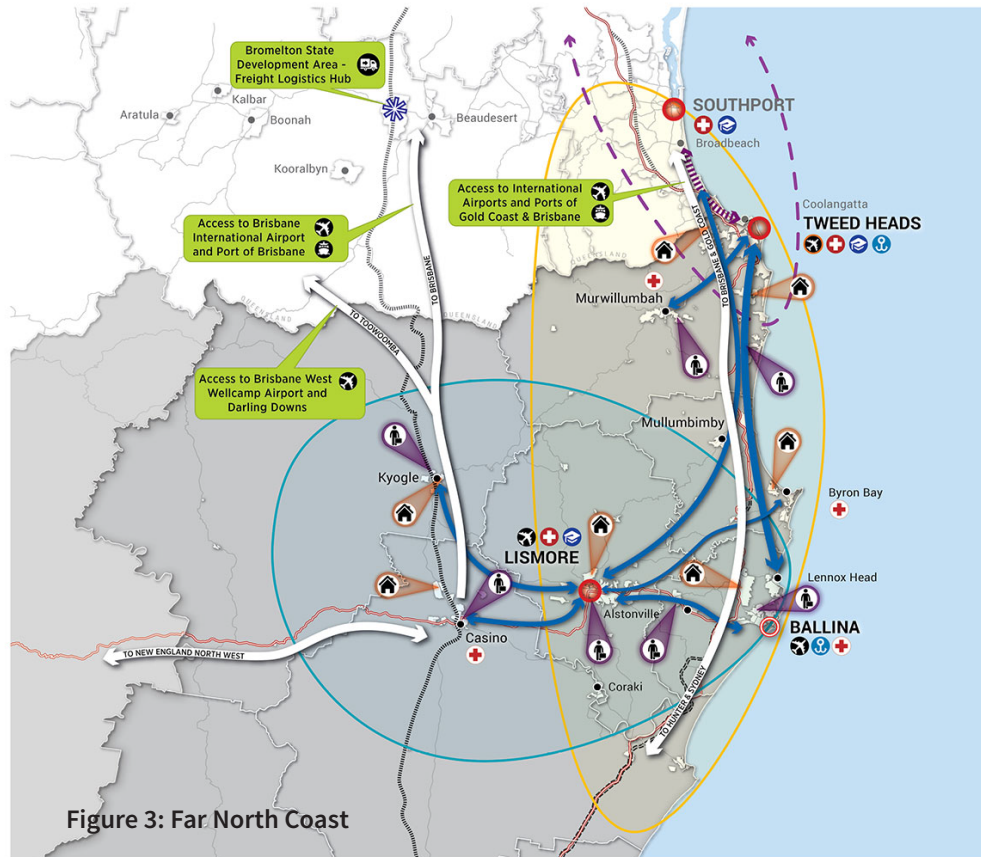 Bromelton State
Development Area -
Freight Logistics Hub
Kalbar
Aratula
Boonah
Beaudesert
Kooralbyn
SOUTHPORT
Broadbeach
Access to International
Airports and Ports of
Gold Coast & Brisbane
Coolangatta
TWEED HEADS
Access to Brisbane
International Airport
and Port of Brisbane
TO BRISBANE
TO BRISBANE & GOLD COAST
QUEENSLAND
QUEENSLAND
QUEENSLAND
Murwillumbah
TO TOOWOOMBA
Access to Brisbane West
Wellcamp Airport and
Darling Downs
Mullumbimby
Kyogle
Byron Bay
LISMORE
Lennox Head
Alstonville
BALLINA
Casino
TO NEW ENGLAND NORTH WEST
Coraki
TO HUNTER & SYDNEY
Figure 3: Far North Coast